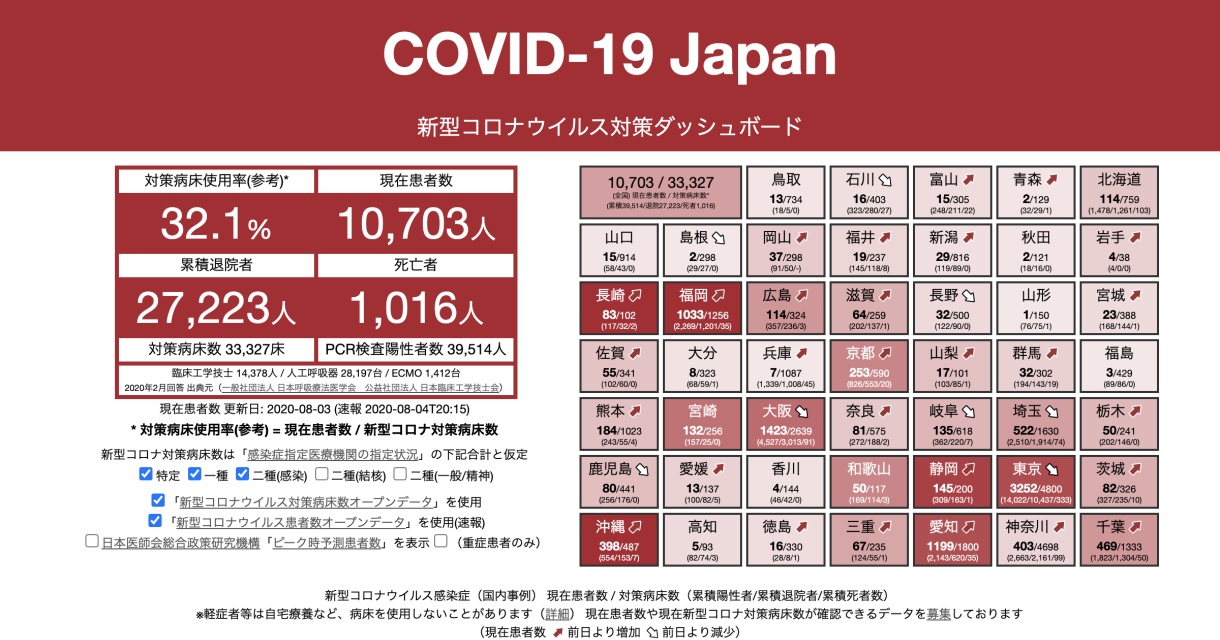 COVID-19 Japan
新型コロナウイルス対策ダッシュボード
対策病床使用率(参考)* 現在患者数
32.1% 10,703人
累積退院者 死亡者
27,223人 1,016人
対策病床数 33,327床 PCR検査陽性者数 39,514人
臨床工学技士 14,378人 / 人工呼吸器 28,197台 / ECMO 1,412台
2020年2月回答 出典元（一般社団法人 日本呼吸療法医学会　公益社団法人 日本臨床工学技士会）
現在患者数 更新日: 2020-08-03 (速報 2020-08-04T20:15)
* 対策病床使用率(参考) = 現在患者数 / 新型コロナ対策病床数
新型コロナ対策病床数は「感染症指定医療機関の指定状況」の下記合計と仮定
特定 一種 二種(感染) 二種(結核) 二種(一般/精神)
「新型コロナウイルス対策病床数オープンデータ」を使用
「新型コロナウイルス患者数オープンデータ」を使用(速報)
日本医師会総合政策研究機構「ピーク時予測患者数」を表示 （重症患者のみ）
10,703 / 33,327
(全国) 現在患者数 / 対策病床数*
(累積39,514/退院27,223/死者1,016)
鳥取 石川 富山 青森 北海道
13/734 16/403 15/305 2/129 114/759
(18/5/0) (323/280/27) (248/211/22) (32/29/1) (1,478/1,261/103)
山口 島根 岡山 福井 新潟 秋田 岩手
15/914 2/298 37/298 19/237 29/816 2/121 4/38
(58/43/0) (29/27/0) (91/50/-) (145/118/8) (119/89/0) (18/16/0) (4/0/0)
長崎 福岡 広島 滋賀 長野 山形 宮城
83/102 1033/1256 114/324 64/259 32/500 1/150 23/388
(117/32/2) (2,269/1,201/35) (357/236/3) (202/137/1) (122/90/0) (76/75/1) (168/144/1)
佐賀 大分 兵庫 京都 山梨 群馬 福島
55/341 8/323 7/1087 253/590 17/101 32/302 3/429
(102/60/0) (68/59/1) (1,339/1,008/45) (826/553/20) (103/85/1) (194/143/19) (89/86/0)
熊本 宮崎 大阪 奈良 岐阜 埼玉 栃木
184/1023 132/256 1423/2639 81/575 135/618 522/1630 50/241
(243/55/4) (157/25/0) (4,527/3,013/91) (272/188/2) (362/220/7) (2,510/1,914/74) (202/146/0)
鹿児島 愛媛 香川 和歌山 静岡 東京 茨城
80/441 13/137 4/144 50/117 145/200 3252/4800 82/326
(256/176/0) (100/82/5) (46/42/0) (169/114/3) (309/163/1) (14,022/10,437/333) (327/235/10)
沖縄 高知 徳島 三重 愛知 神奈川 千葉
398/487 5/93 16/330 67/235 1199/1800 403/4698 469/1333
(554/153/7) (82/74/3) (28/8/1) (124/55/1) (2,143/620/35) (2,663/2,161/99) (1,823/1,304/50)
新型コロナウイルス感染症（国内事例） 現在患者数 / 対策病床数（累積陽性者/累積退院者/累積死者数）
※軽症者等は自宅療養など、病床を使用しないことがあります（詳細） 現在患者数や現在新型コロナ対策病床数が確認できるデータを募集しております
（現在患者数 前日より増加 前日より減少）